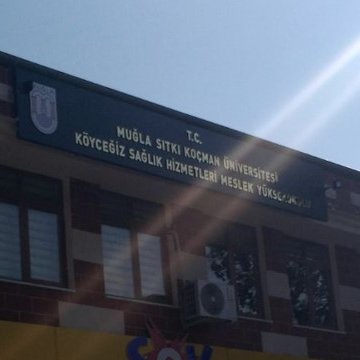 T.C.
MUĞLA SITKI KOÇMAN ÜNİVERSİTESİ
KÖYCEĞİZ SAĞLIK HİZMETLERİ MESLEK YÜKSEKOKULU